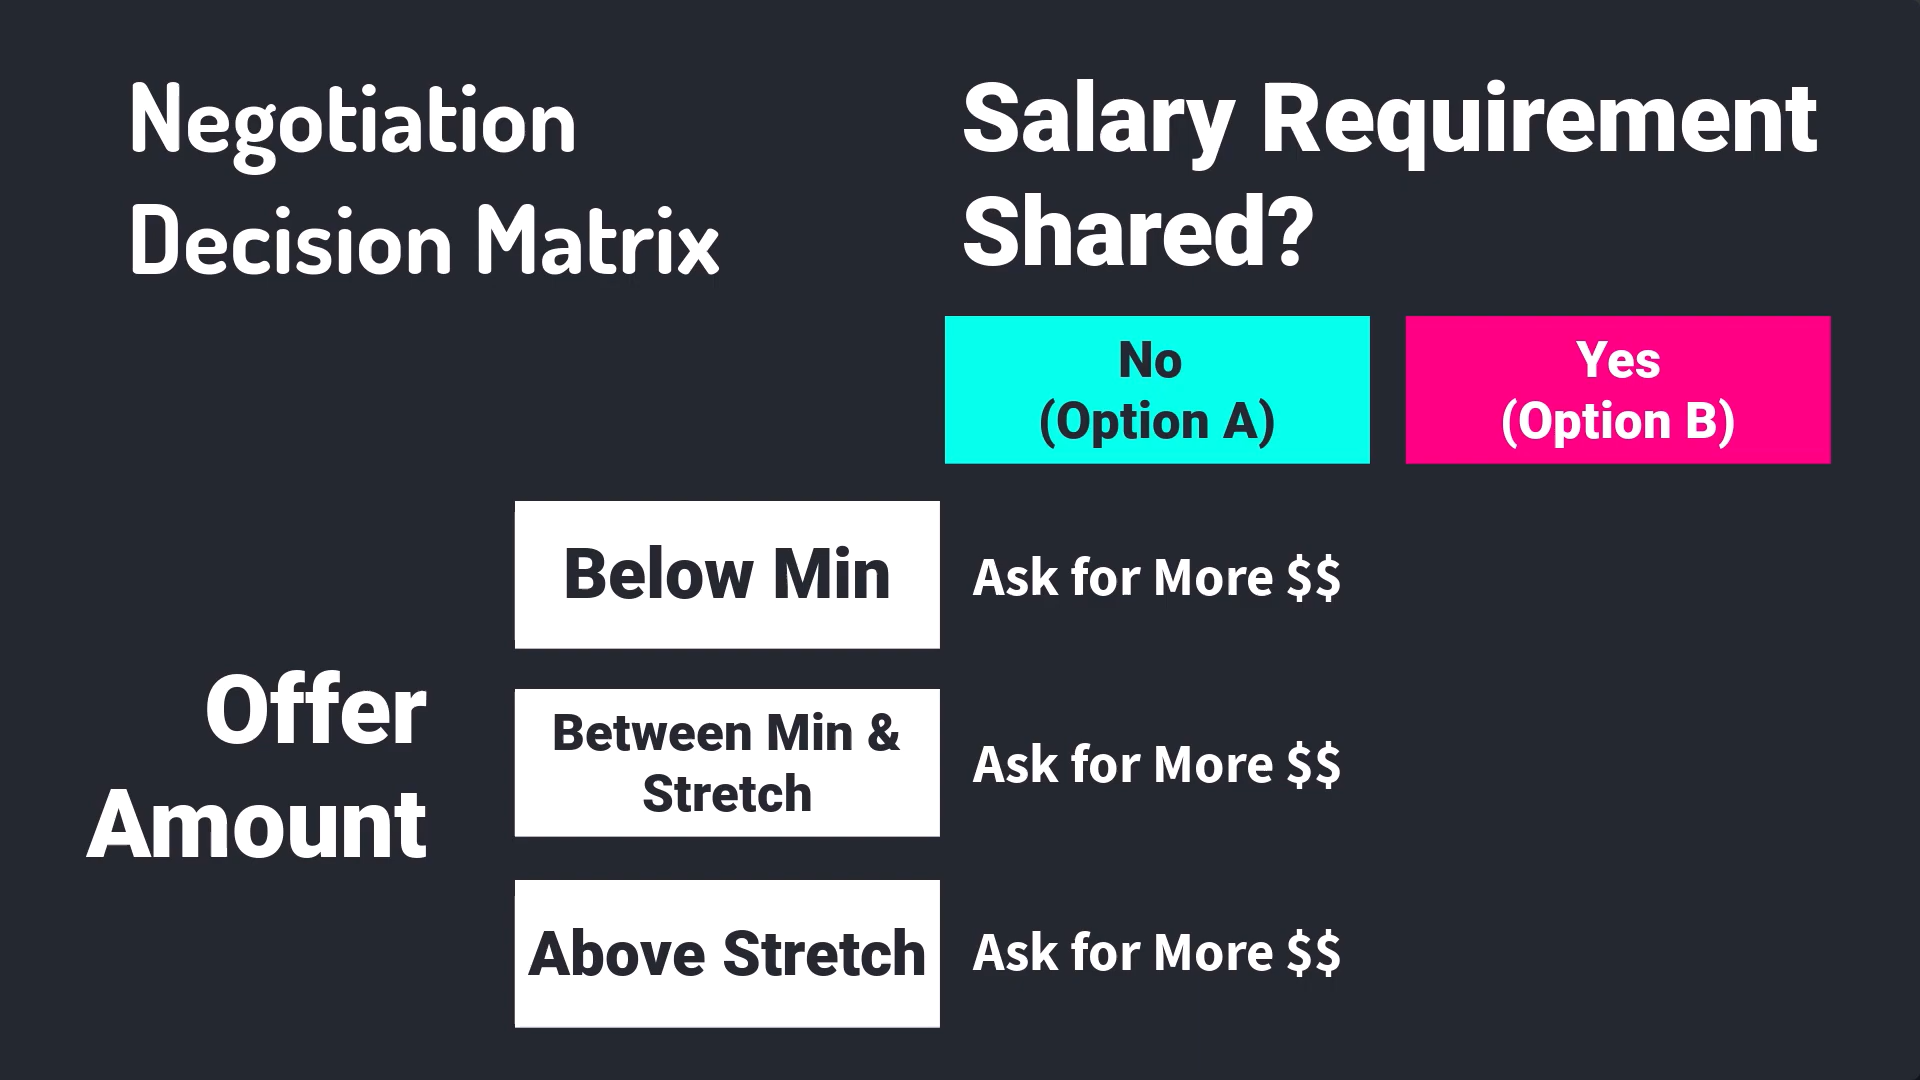 Negotiation
Decision Matrix
Salary Requirement
Shared?
No
(Option A)
Yes
(Option B)
Offer
Amount
Below Min
Ask for More $$
Between Min &
Stretch
Ask for More $$
Above Stretch
Ask for More $$